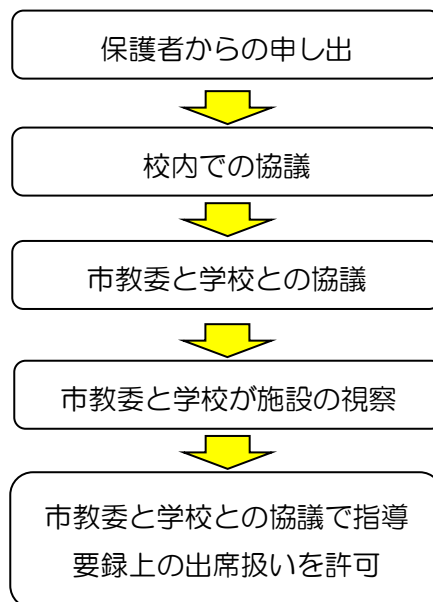 保護者からの申し出
校内での協議
市教委と学校との協議
市教委と学校が施設の視察
市教委と学校との協議で指導
要録上の出席扱いを許可